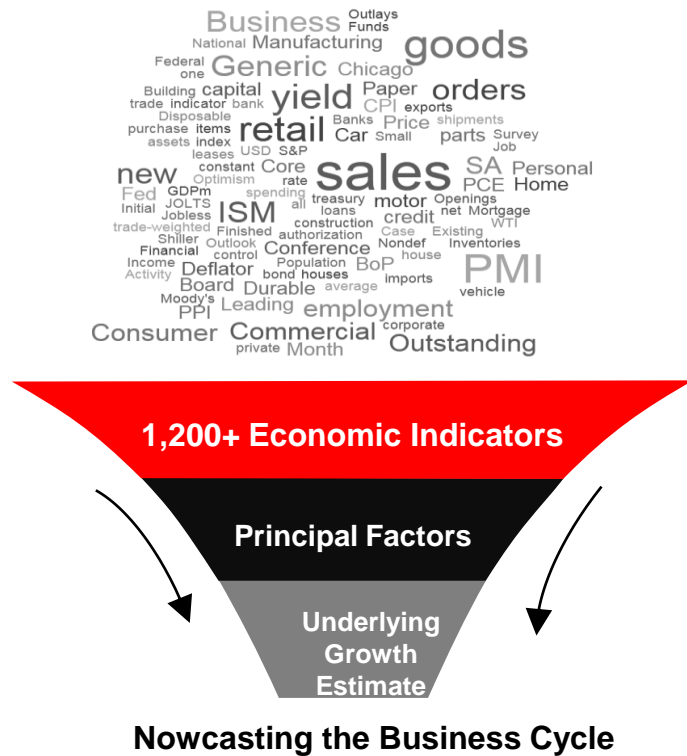 Business Outlays
Funds
National Manufacturing goods
Federal
one Generic Chicago
Building capital yield Paper orders
trade indicator bank CPI exports
Disposable retail Banks Price shipments
purchase items Car Small parts Survey
assets index Job
leases USD S&P
new constant Core sales SA Personal
Optimism rate PCE Home
Fed GDPm spending treasury motor Openings
Initial JOLTS ISM all loans credit net Mortgage
Jobless construction WTI
trade-weighted Finished authorization Case Existing
Shiller Outlook Conference Nondef Inventories
Financial control house
Income Deflator Population BoP PMI
Activity bond houses imports
Board Durable average vehicle
Moody's
PPI Leading employment
Consumer Commercial corporate
private Month Outstanding
1,200+ Economic Indicators
Principal Factors
Underlying
Growth
Estimate
Nowcasting the Business Cycle